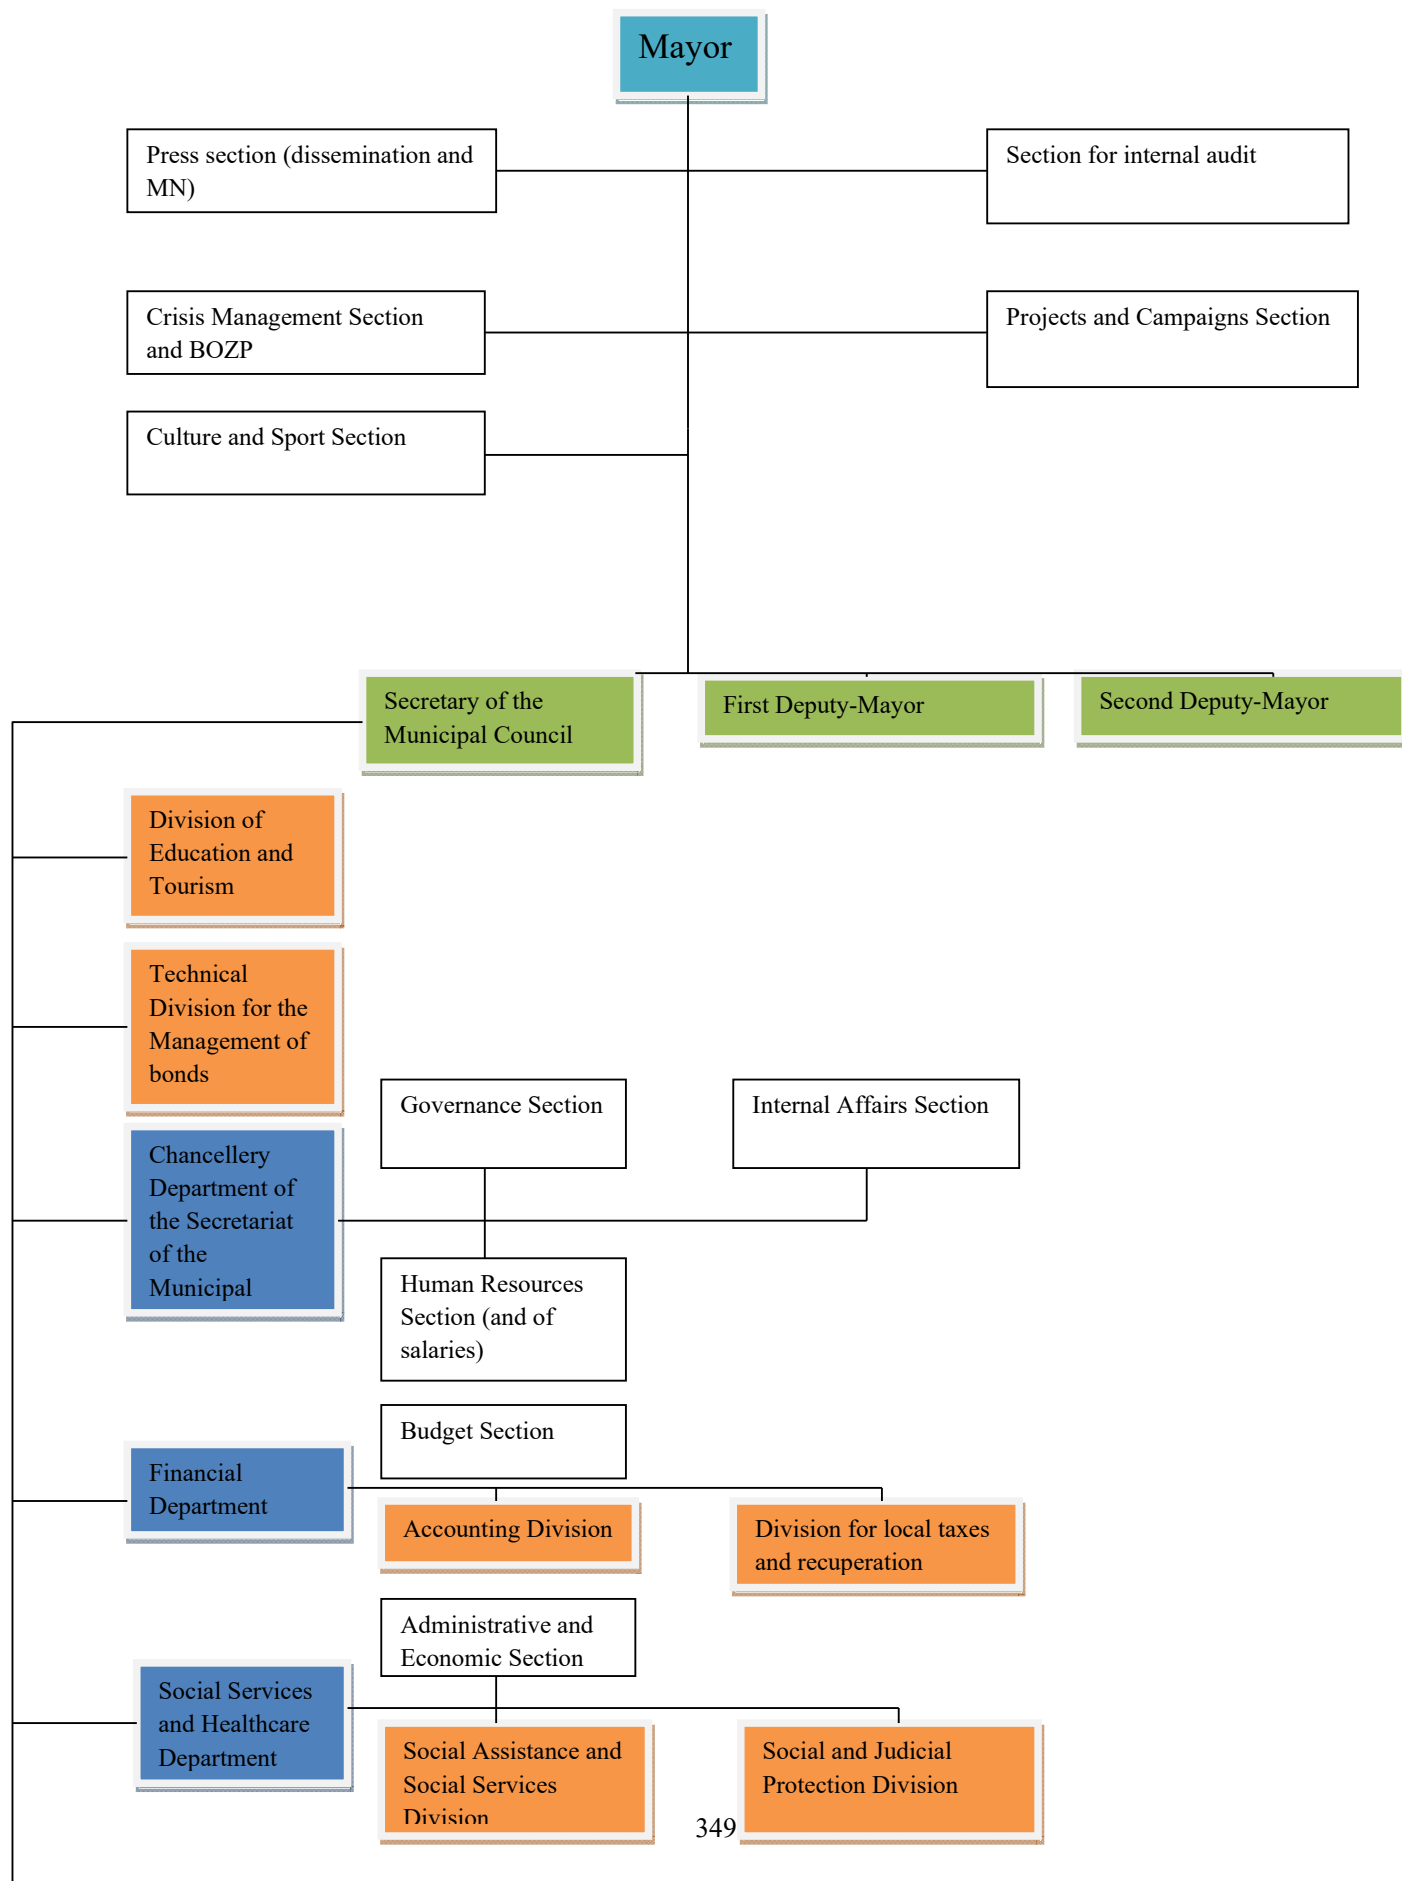 Mayor
Press section (dissemination and
MN)
Section for internal audit
Crisis Management Section
and BOZP
Projects and Campaigns Section
Culture and Sport Section
Secretary of the
Municipal Council
First Deputy-Mayor
Second Deputy-Mayor
Division of
Education and
Tourism
Technical
Division for the
Management of
bonds
Governance Section
Internal Affairs Section
Chancellery
Department of
the Secretariat
of the
Municipal
Human Resources
Section (and of
salaries)
Budget Section
Financial
Department
Accounting Division
Division for local taxes
and recuperation
Administrative and
Economic Section
Social Services
and Healthcare
Department
Social Assistance and
Social Services
Division
Social and Judicial
Protection Division
349